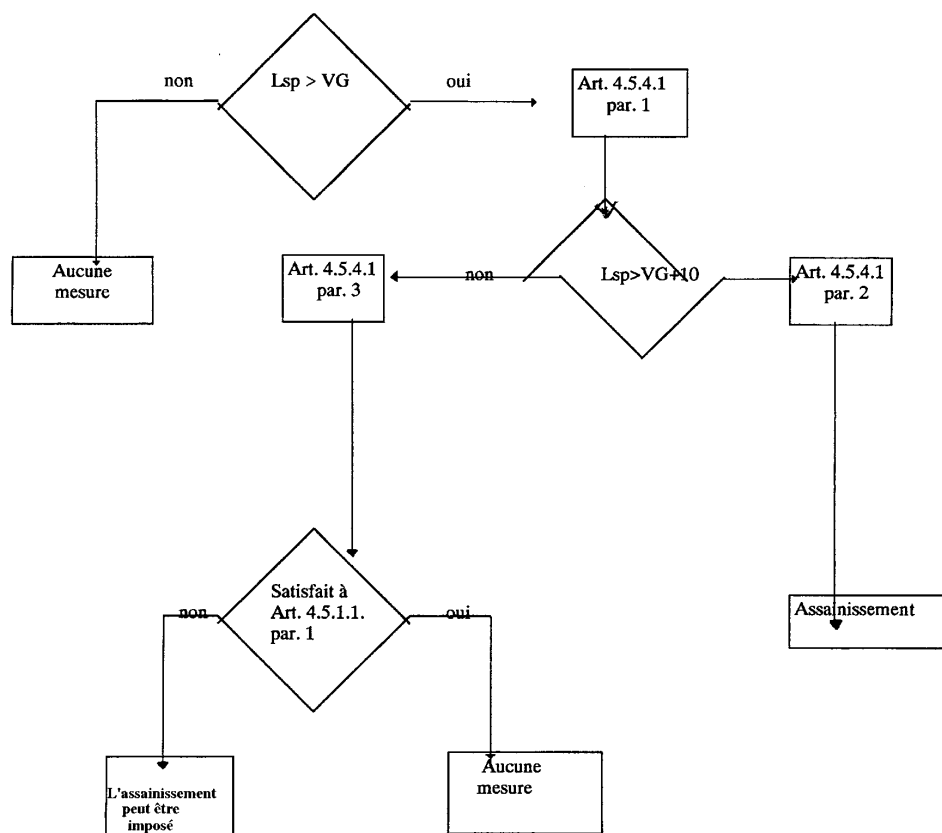 Lsp > VG
non
oui
Art. 4.5.4.1
par. 1
Aucune
mesure
Art. 4.5.4.1
par. 3
non
Lsp>VG+10
Art. 4.5.4.1
par. 2
Satisfait à
Art. 4.5.1.1.
par. 1
non
oui
Assainissement
L'assainissement
peut être
imposé
Aucune
mesure